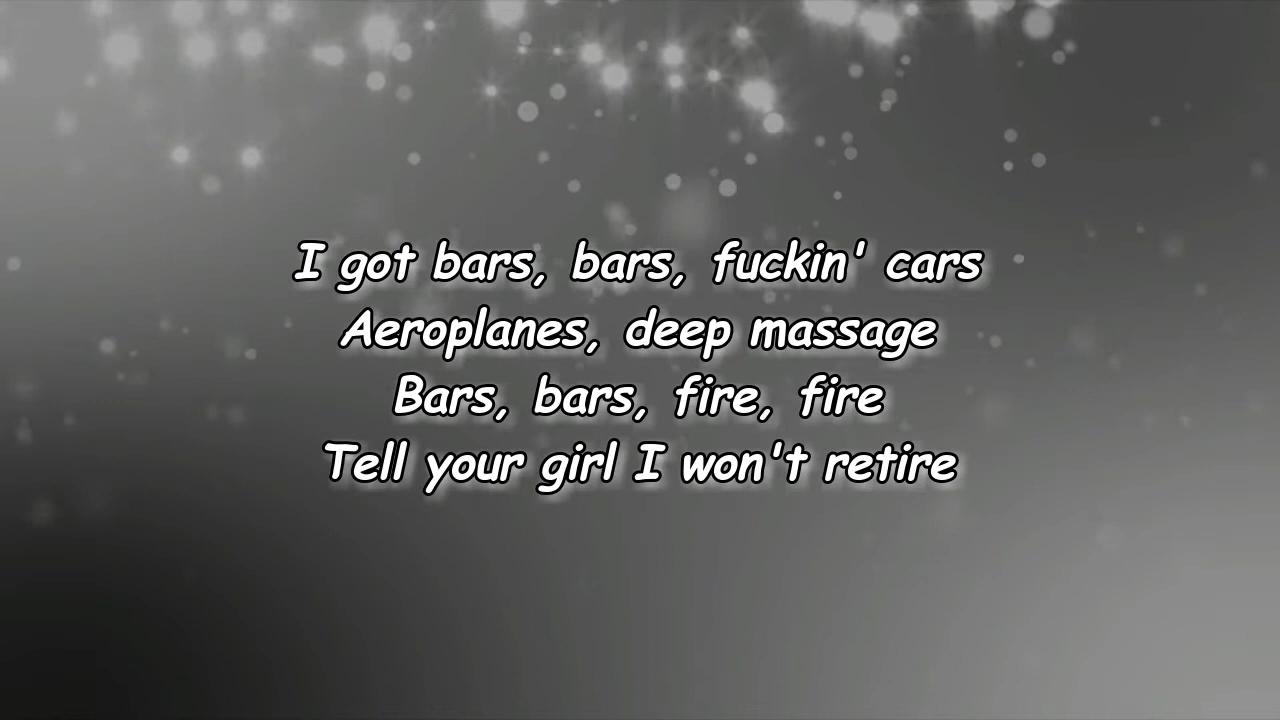 I got bars, bars, fuckin' cars
Aeroplanes, deep massage
Bars, bars, fire, fire
Tell your girl I won't retire